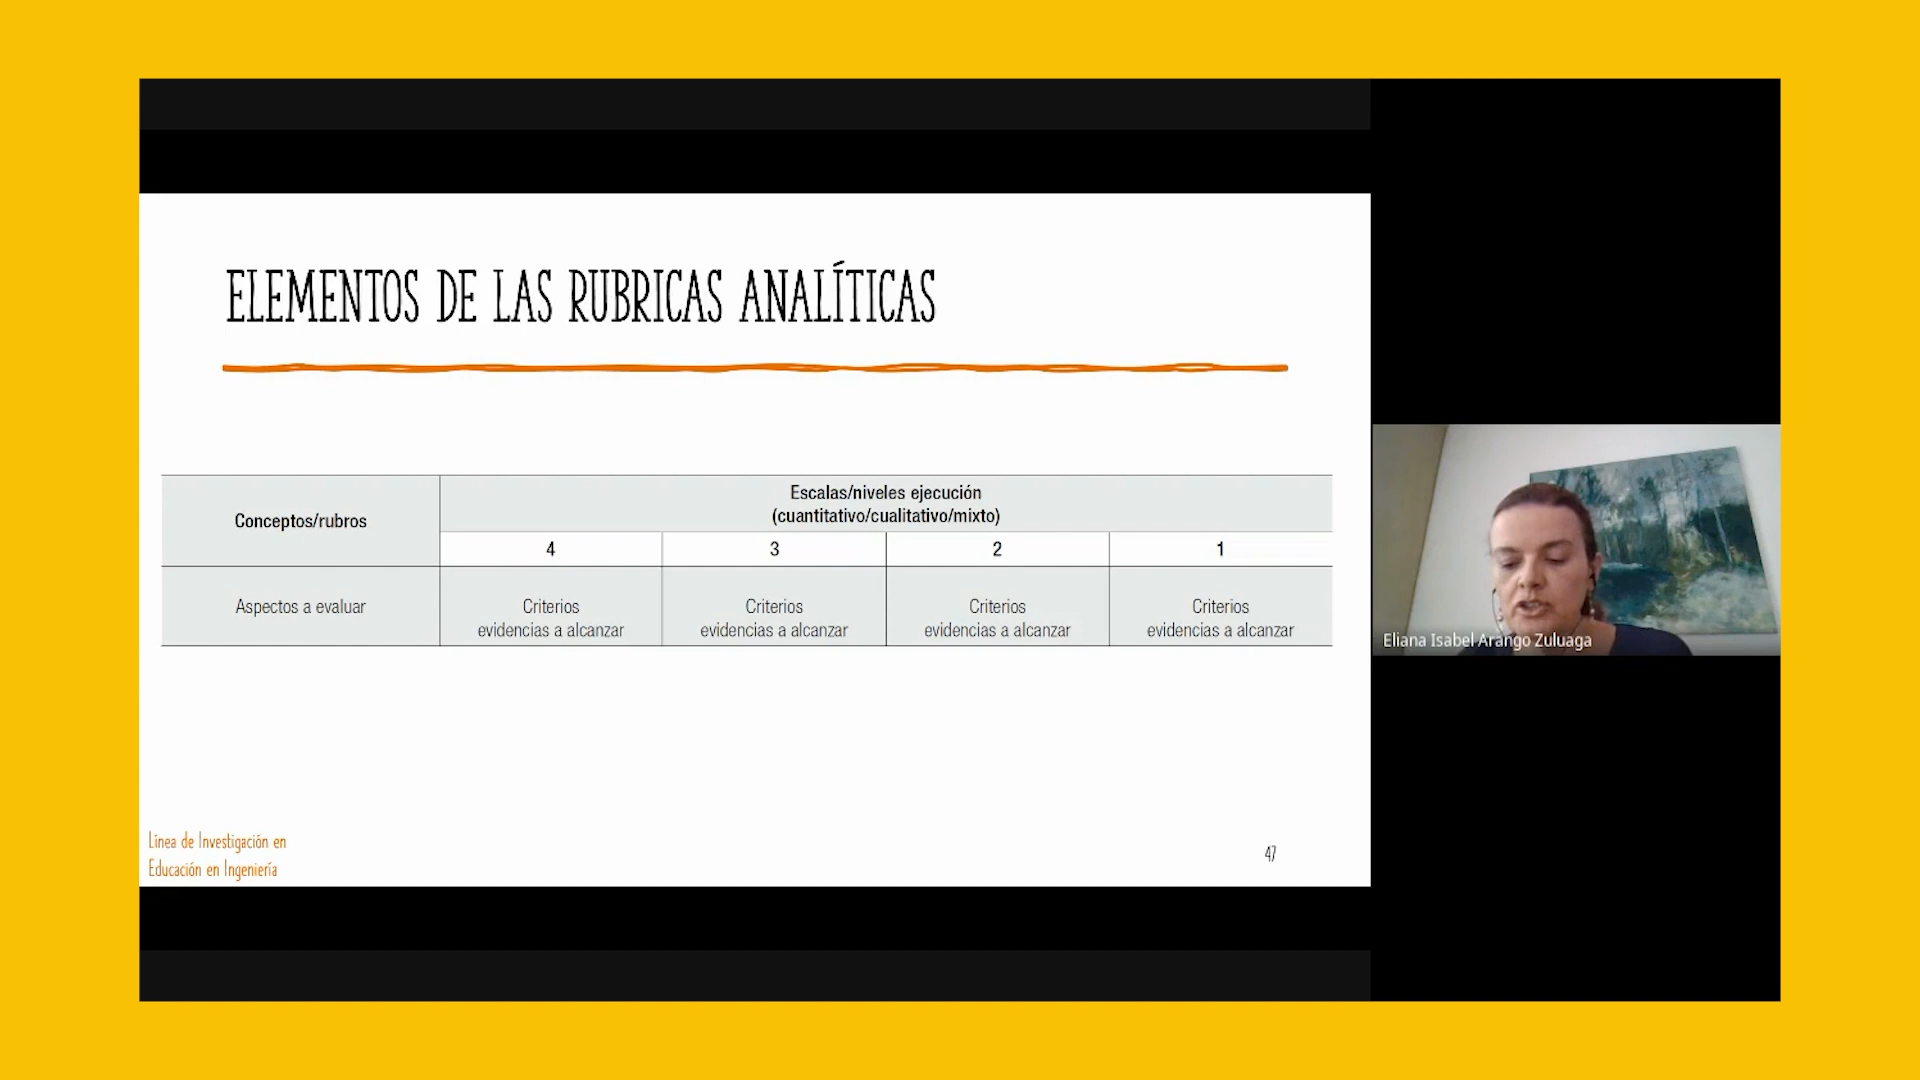 ELEMENTOS DE LAS RUBRICAS ANALÍTICAS
Conceptos/rubros
Escalas/niveles ejecución
(cuantitativo/cualitativo/mixto)
4 3 2 1
Aspectos a evaluar
Criterios
evidencias a alcanzar
Criterios
evidencias a alcanzar
Criterios
evidencias a alcanzar
Criterios
evidencias a alcanzar
Eliana Isabel Arango Zuluaga
Línea de Investigación en
Educación en Ingeniería
47